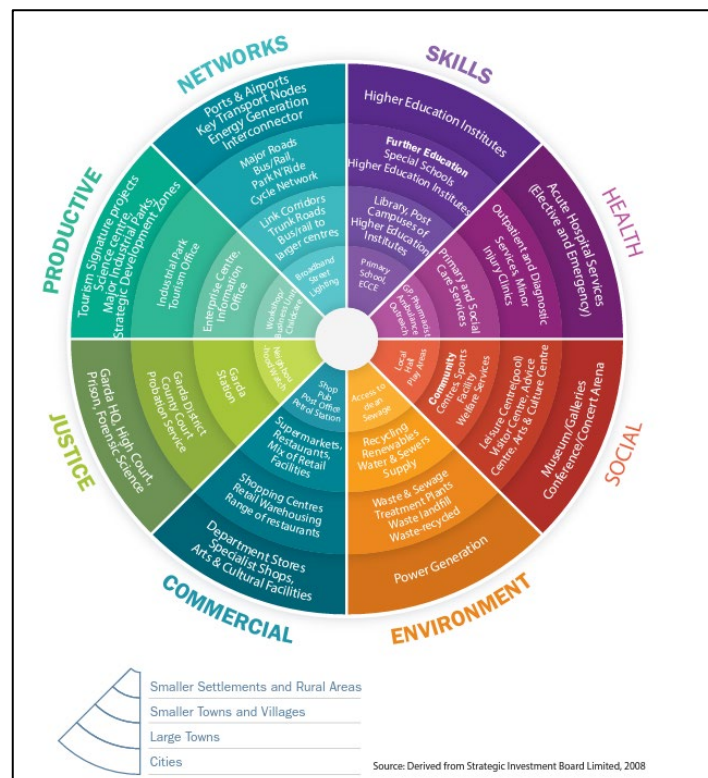 NETWORKS
Ports & Airports
Key Transport Nodes
Energy Generation
Interconnector
Major Roads
Bus/Rail,
Park N'Ride
Cycle Network
Link Corridors
Trunk Roads
Bus/rail to
larger centres
Broadband
Street
Lighting
SKILLS
Higher Education Institutes
Further Education
Special Schools
Higher Education Institutes
Library, Post
Campuses of
Higher Education
Institutes
Primary
School,
ECCE
HEALTH
Acute Hospital Services
(Elective and Emergency)
Outpatient and Diagnostic
Services, Minor
Injury Clinics
Primary and Social
Care Services
GP Pharmacist
Ambulance
Outreach
SOCIAL
Museum/Galleries
Conference/Concert Arena
Leisure Centre(pool)
Visitor Centre, Advice
Centre, Arts & Culture Centre
Community
Centre, Sports
Facility
Welfare Services
Local
Hall
Play Areas
ENVIRONMENT
Power Generation
Waste & Sewage
Treatment Plants
Waste landfill
Waste-recycled
Recycling
Renewables
Water & Sewers
Supply
Access to
clean
Sewage
COMMERCIAL
Department Stores
Specialist Shops,
Arts & Cultural Facilities
Shopping Centres
Retail Warehousing
Range of restaurants
Supermarkets,
Restaurants,
Mix of Retail
Facilities
Shop
Pub
Post Office
Petrol Station
JUSTICE
Garda HQ, High Court,
Prison, Forensic Science
Garda District
County Court
Probation Service
Garda
Station
Neighbou
-hood Watch
PRODUCTIVE
Tourism Signature projects
Science centre,
Major Industrial Parks,
Strategic Development Zones
Industrial Park
Tourism Office
Enterprise Centre,
Information
Office
Workshop/
Business Unit/
Childcare
Smaller Settlements and Rural Areas
Smaller Towns and Villages
Large Towns
Cities
Source: Derived from Strategic Investment Board Limited, 2008